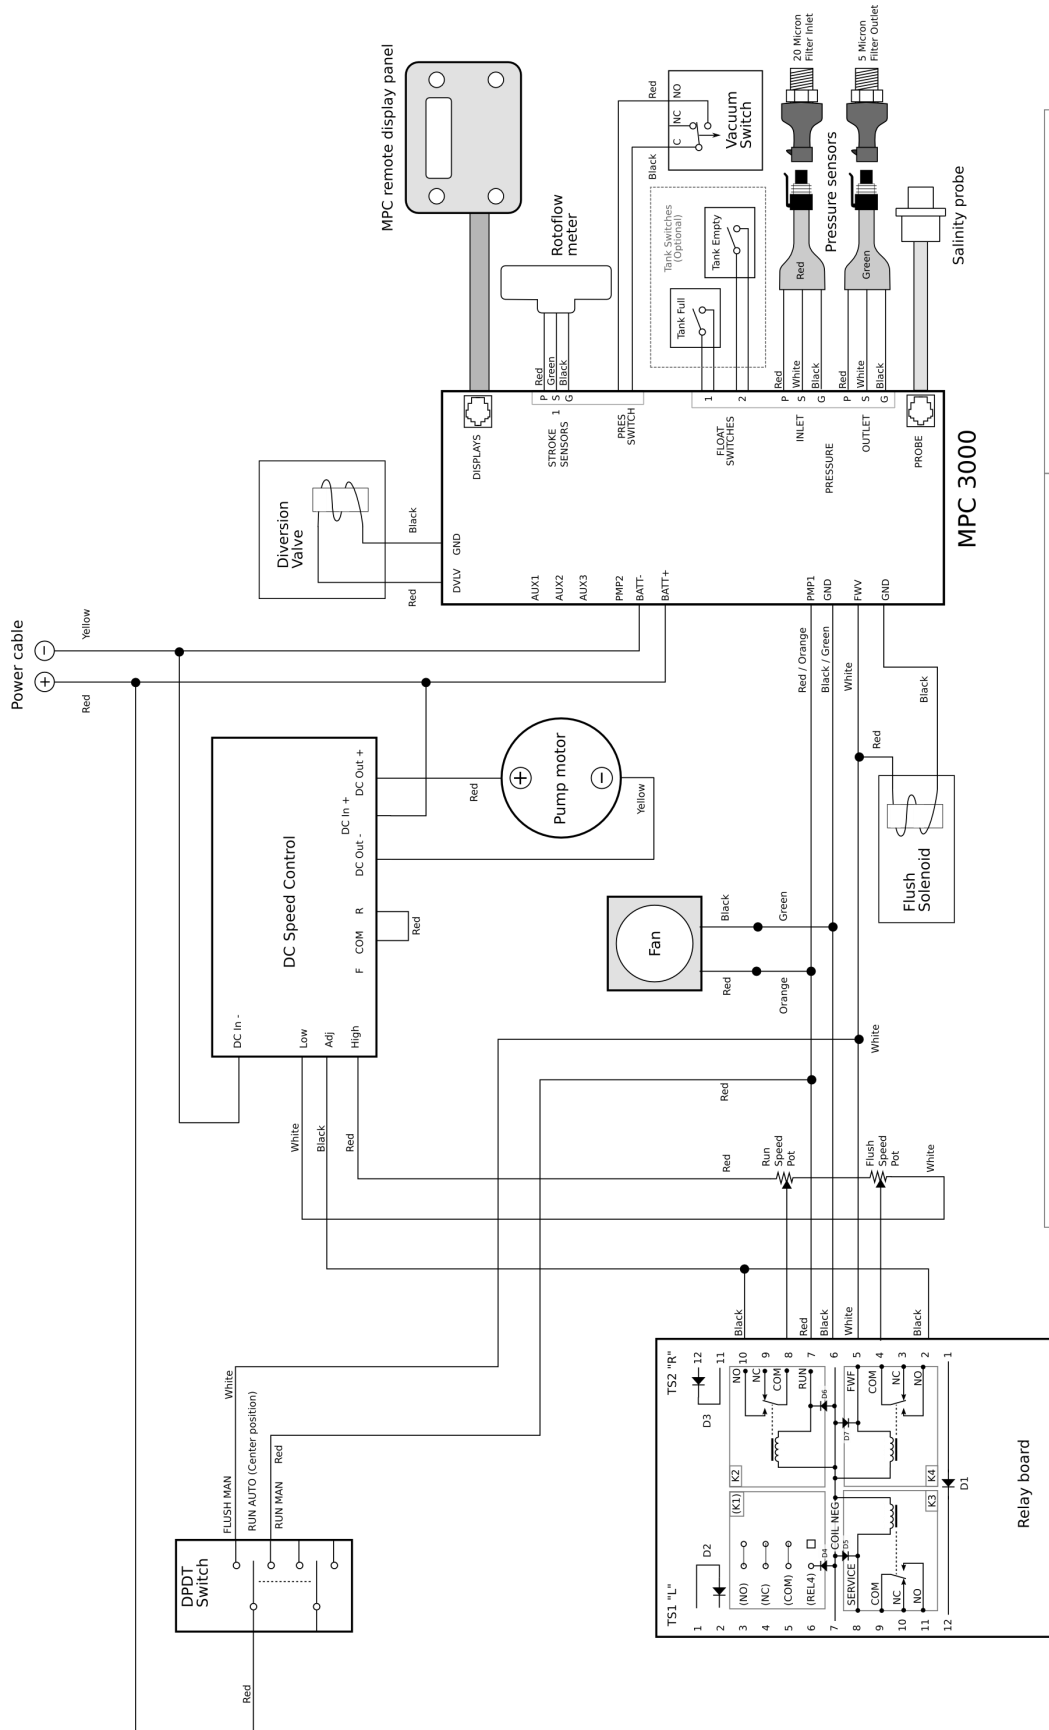 Power cable
−
+
Yellow
Red
MPC remote display panel
Rotoflow
meter
Red
Green
Black
Red
Black
C
NC
NO
Vacuum
Switch
Tank Switches
(Optional)
Tank Full
Tank Empty
20 Micron
Filter Inlet
5 Micron
Filter Outlet
Pressure sensors
Red
Green
Red
White
Black
Red
White
Black
Salinity probe
Diversion
Valve
Red
Black
DVLV
GND
DISPLAYS
P
S
G
1
STROKE
SENSORS
PRES
SWITCH
1
2
FLOAT
SWITCHES
P
S
G
INLET
PRESSURE
P
S
G
OUTLET
PROBE
MPC 3000
AUX1
AUX2
AUX3
PMP2
BATT-
BATT+
PMP1
GND
FWV
GND
Red / Orange
Black / Green
White
Black
Red
Flush
Solenoid
DC Speed Control
DC In -
Low
Adj
High
F
COM
R
DC Out -
DC In +
DC Out +
Red
Red
Yellow
Pump motor
+
−
Fan
Black
Green
Red
Orange
White
Black
Red
White
Red
Red
Run
Speed
Pot
Flush
Speed
Pot
White
Black
Red
Black
White
Black
DPDT
Switch
FLUSH MAN
RUN AUTO (Center position)
RUN MAN
White
Red
Red
Relay board
TS2 "R"
12
11
10
9
8
7
6
5
4
3
2
1
D3
NO
NC
COM
RUN
K2
D6
D7
FWF
COM
NC
NO
K4
D1
TS1 "L"
1
2
3
4
5
6
7
8
9
10
11
12
D2
(K1)
(NO)
(NC)
(COM)
(REL4)
D4
COIL NEG
D5
SERVICE
COM
NC
NO
K3